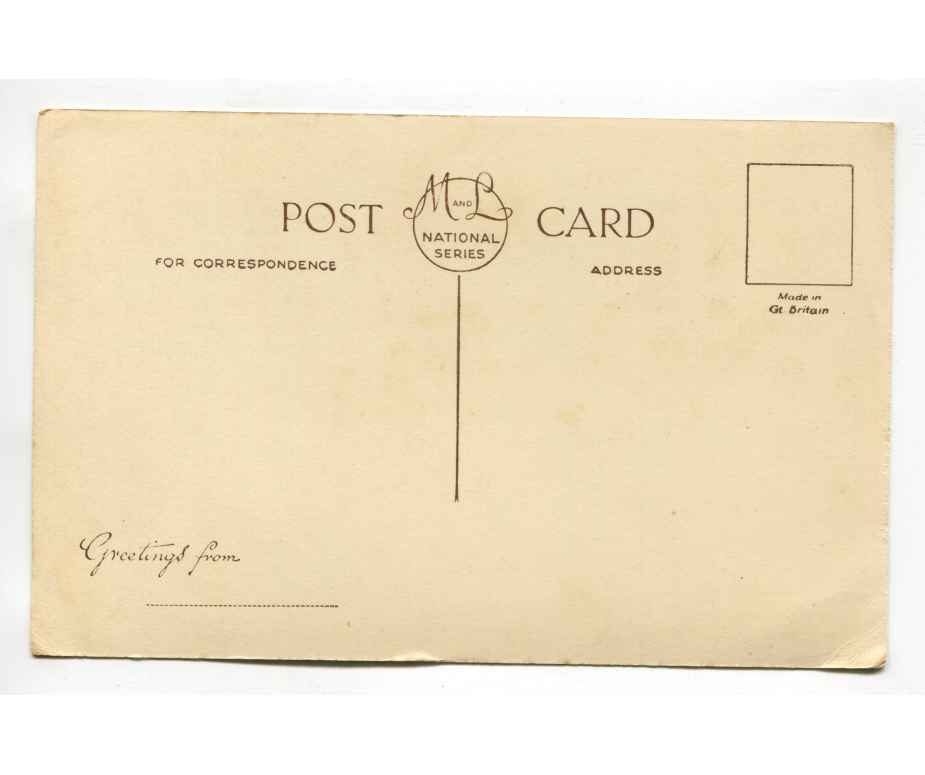 POST M AND L CARD
NATIONAL
SERIES
FOR CORRESPONDENCE
ADDRESS
Made in
Gt. Britain
Greetings from